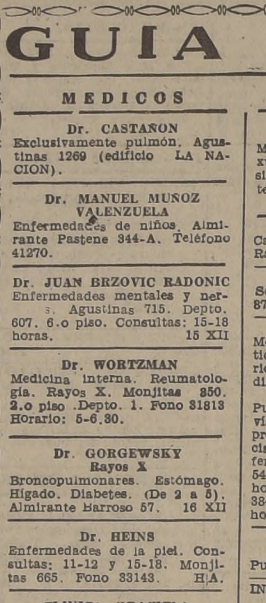 GUIA
MEDICOS
Dr. CASTAÑON
Exclusivamente pulmón. Agus-
tinas 1269 (edificio LA NA-
CION).
Dr. MANUEL MUÑOZ
VALENZUELA
Enfermedades de niños. Almi-
rante Pastene 344-A. Teléfono
41270.
Dr. JUAN BRZOVIC RADONIC
Enfermedades mentales y ner-
s. Agustinas 715. Depto.
607. 6.o piso. Consultas: 15-18
horas. 15 XII
Dr. WORTZMAN
Medicina interna. Reumatolo-
gía. Rayos X. Monjitas 850.
2.o piso .Depto. 1. Fono 31813
Horario: 5-6.30.
Dr. GORGEWSKY
Rayos X
Broncopulmonares. Estómago.
Hígado. Diabetes. (De 2 a 5).
Almirante Barroso 57. 16 XII
Dr. HEINS
Enfermedades de la piel. Con-
sultas: 11-12 y 15-18. Monji-
tas 665. Fono 33143. H|A.